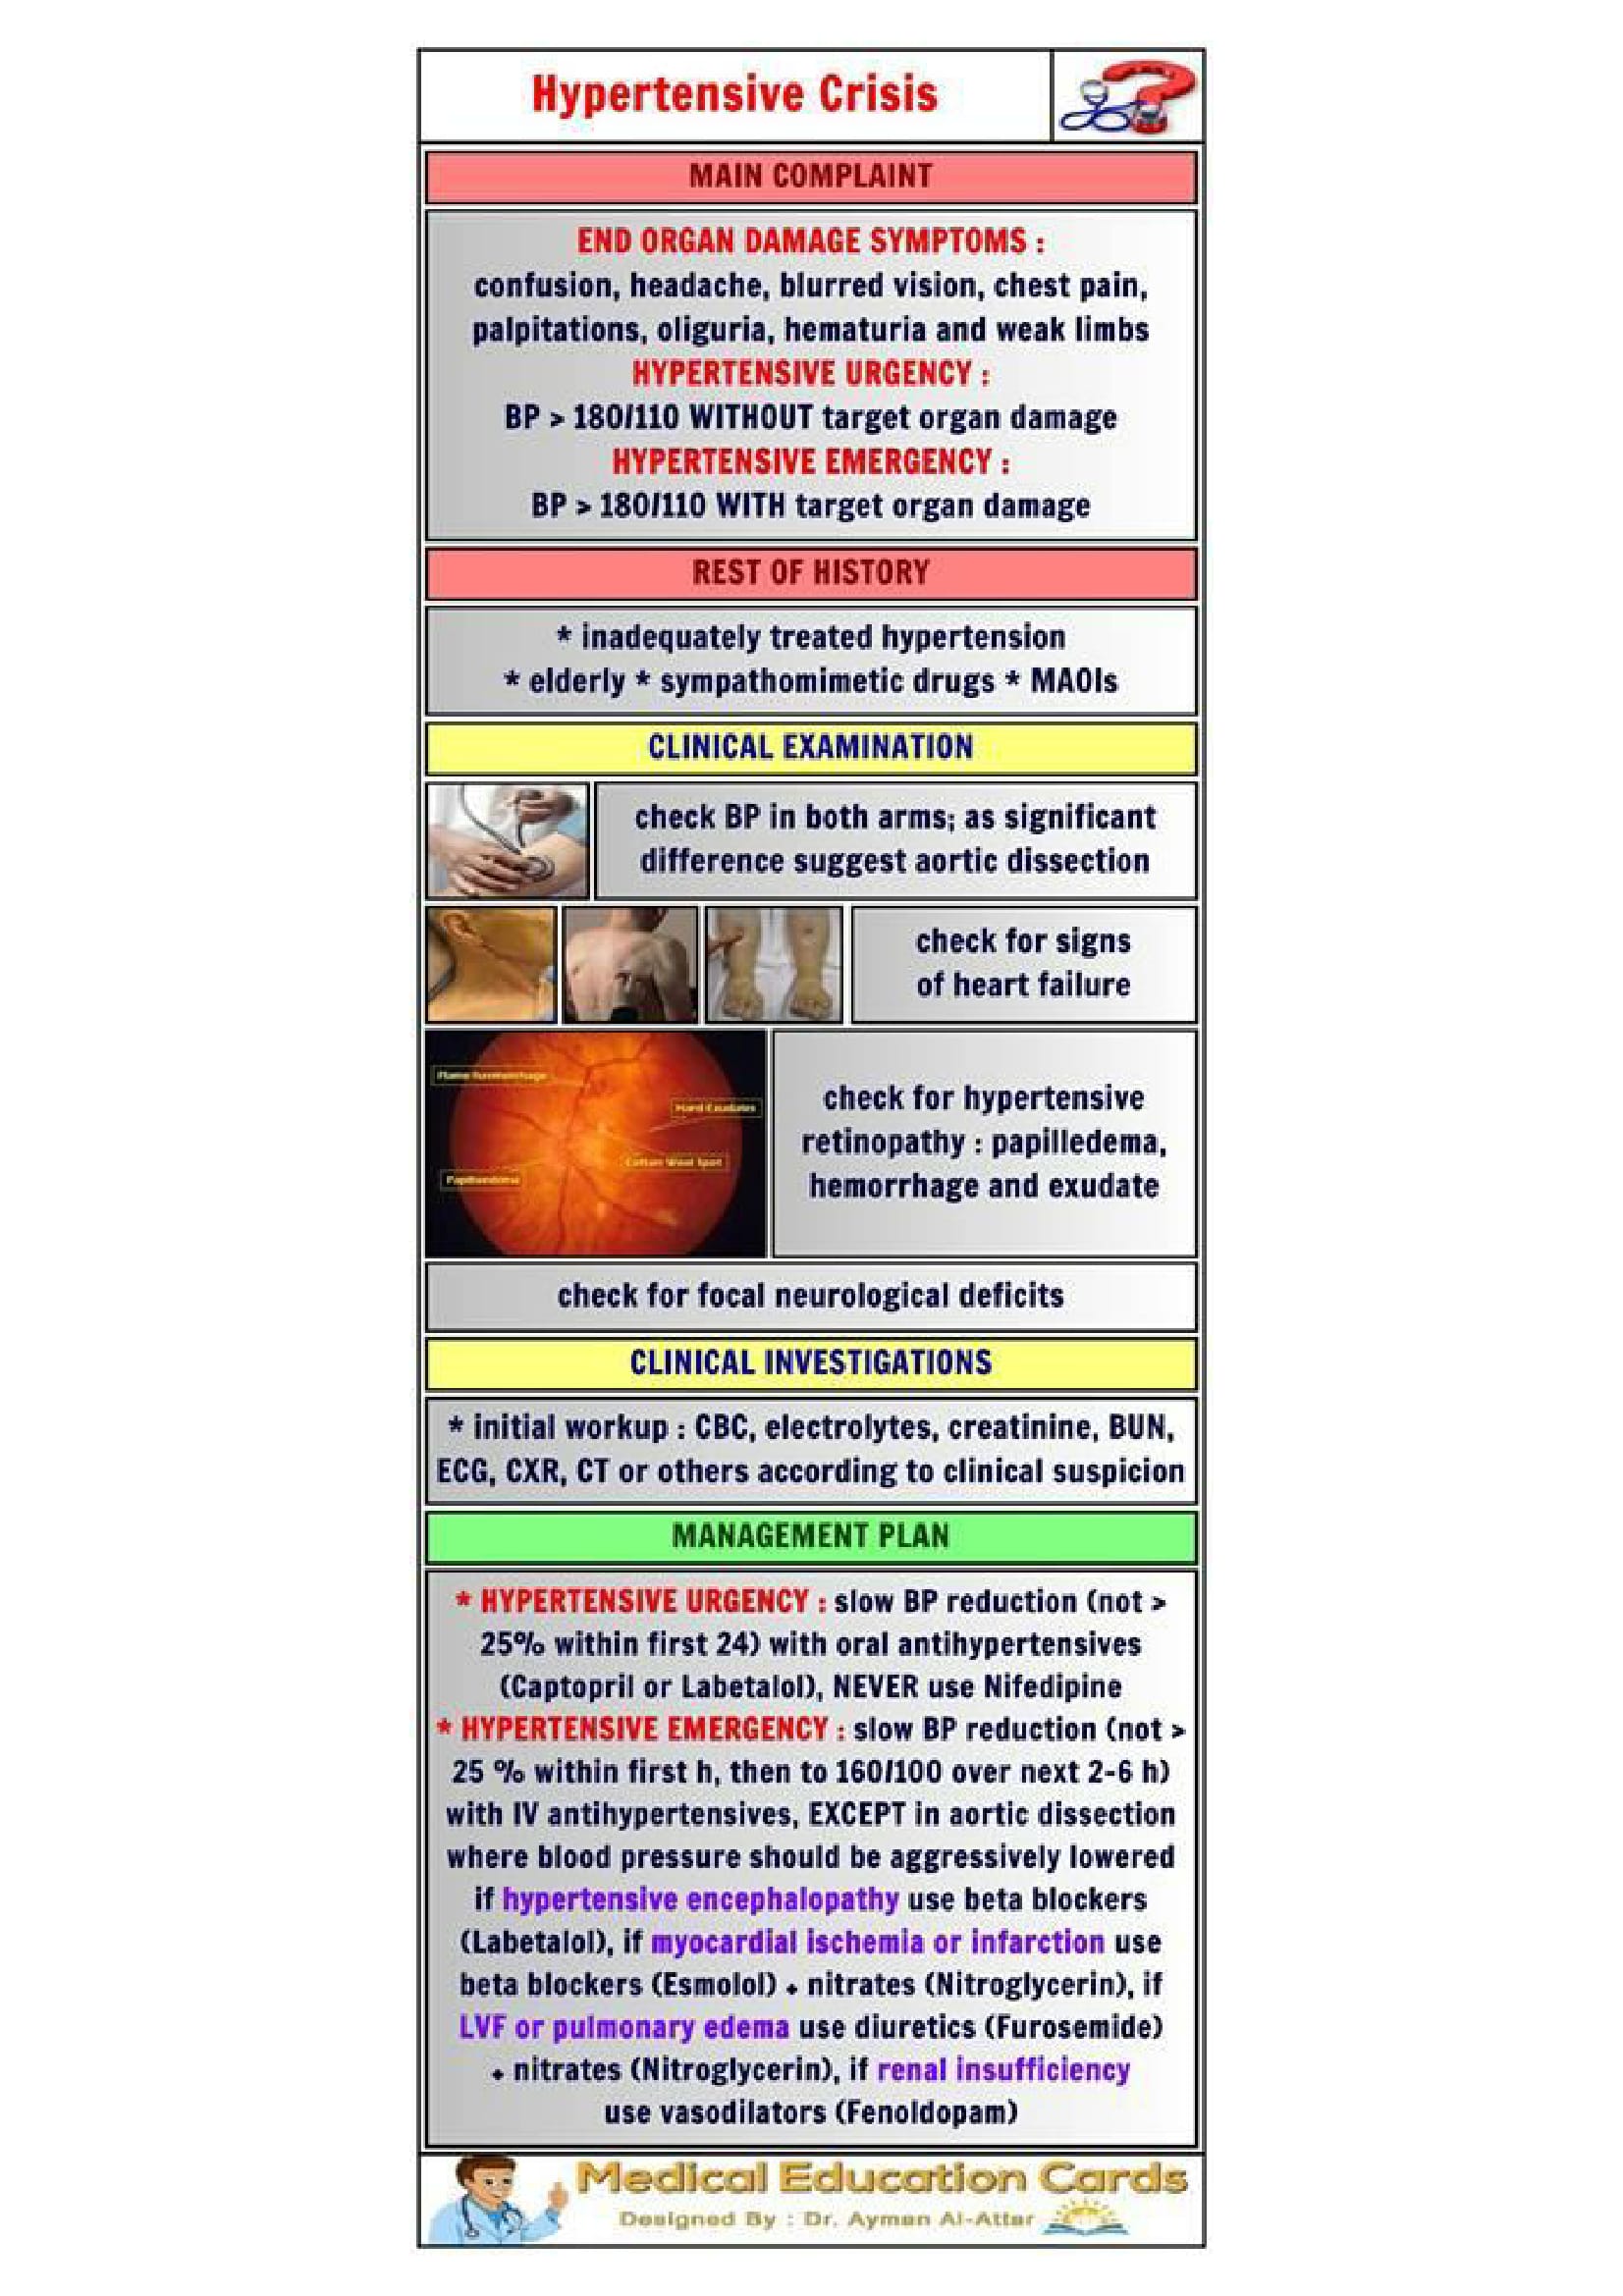 Hypertensive Crisis
MAIN COMPLAINT
END ORGAN DAMAGE SYMPTOMS :
confusion, headache, blurred vision, chest pain,
palpitations, oliguria, hematuria and weak limbs
HYPERTENSIVE URGENCY :
BP > 180/110 WITHOUT target organ damage
HYPERTENSIVE EMERGENCY :
BP > 180/110 WITH target organ damage
REST OF HISTORY
* inadequately treated hypertension
* elderly * sympathomimetic drugs * MAOIs
CLINICAL EXAMINATION
check BP in both arms; as significant
difference suggest aortic dissection
check for signs
of heart failure
Flame haemorrhage
Hard Exudates
Cotton Wool Spot
Papilloedema
check for hypertensive
retinopathy : papilledema,
hemorrhage and exudate
check for focal neurological deficits
CLINICAL INVESTIGATIONS
* initial workup : CBC, electrolytes, creatinine, BUN,
ECG, CXR, CT or others according to clinical suspicion
MANAGEMENT PLAN
* HYPERTENSIVE URGENCY : slow BP reduction (not >
25% within first 24) with oral antihypertensives
(Captopril or Labetalol), NEVER use Nifedipine
* HYPERTENSIVE EMERGENCY : slow BP reduction (not >
25 % within first h, then to 160/100 over next 2-6 h)
with IV antihypertensives, EXCEPT in aortic dissection
where blood pressure should be aggressively lowered
if hypertensive encephalopathy use beta blockers
(Labetalol), if myocardial ischemia or infarction use
beta blockers (Esmolol) + nitrates (Nitroglycerin), if
LVF or pulmonary edema use diuretics (Furosemide)
+ nitrates (Nitroglycerin), if renal insufficiency
use vasodilators (Fenoldopam)
Medical Education Cards
Designed By : Dr. Ayman Al-Attar